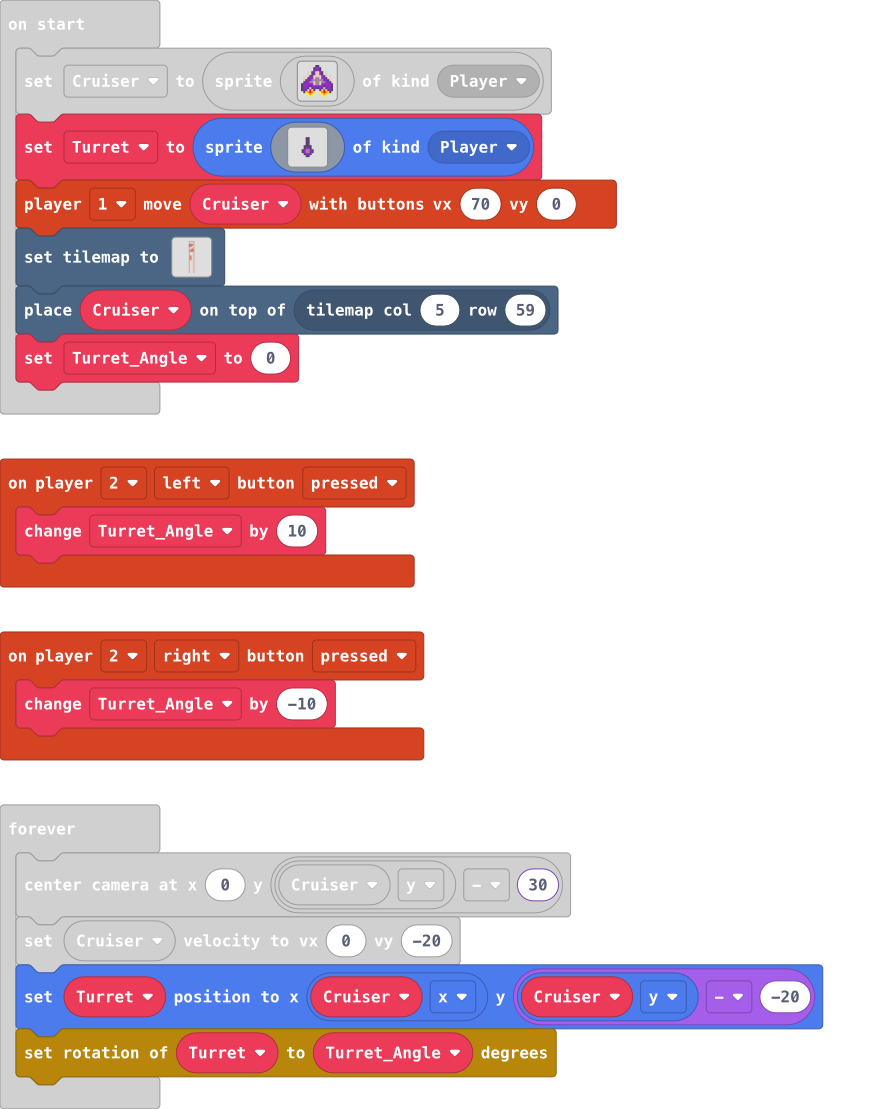 on start
set Cruiser to sprite of kind Player
set Turret to sprite of kind Player
player 1 move Cruiser with buttons vx 70 vy 0
set tilemap to
place Cruiser on top of tilemap col 5 row 59
set Turret_Angle to 0
on player 2 left button pressed
change Turret_Angle by 10
on player 2 right button pressed
change Turret_Angle by -10
forever
center camera at x 0 y Cruiser y - 30
set Cruiser velocity to vx 0 vy -20
set Turret position to x Cruiser x y Cruiser y - -20
set rotation of Turret to Turret_Angle degrees